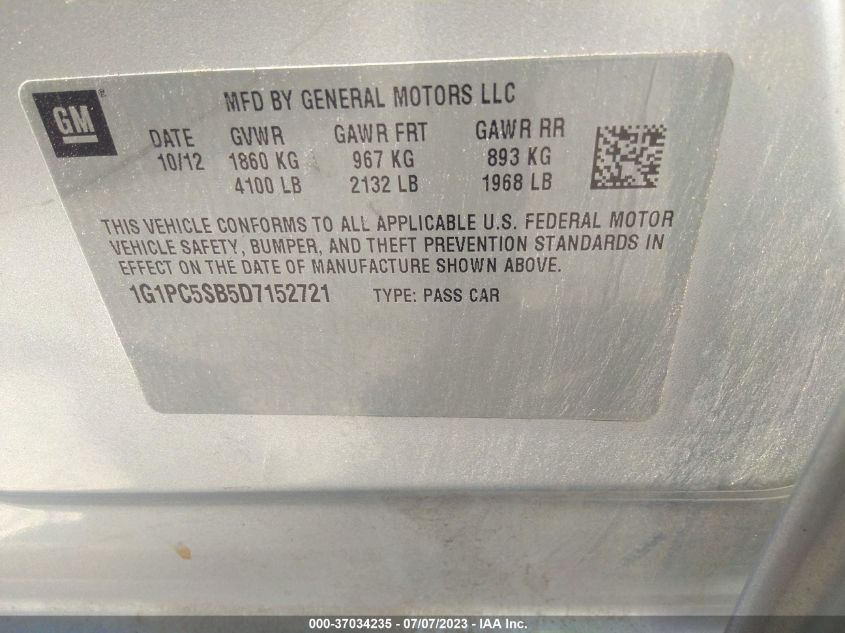 GM®
MFD BY GENERAL MOTORS LLC
DATE GVWR GAWR FRT GAWR RR
10/12 1860 KG 967 KG 893 KG
4100 LB 2132 LB 1968 LB
THIS VEHICLE CONFORMS TO ALL APPLICABLE U.S. FEDERAL MOTOR
VEHICLE SAFETY, BUMPER, AND THEFT PREVENTION STANDARDS IN
EFFECT ON THE DATE OF MANUFACTURE SHOWN ABOVE.
1G1PC5SB5D7152721 TYPE: PASS CAR
000-37034235 - 07/07/2023 - IAA Inc.